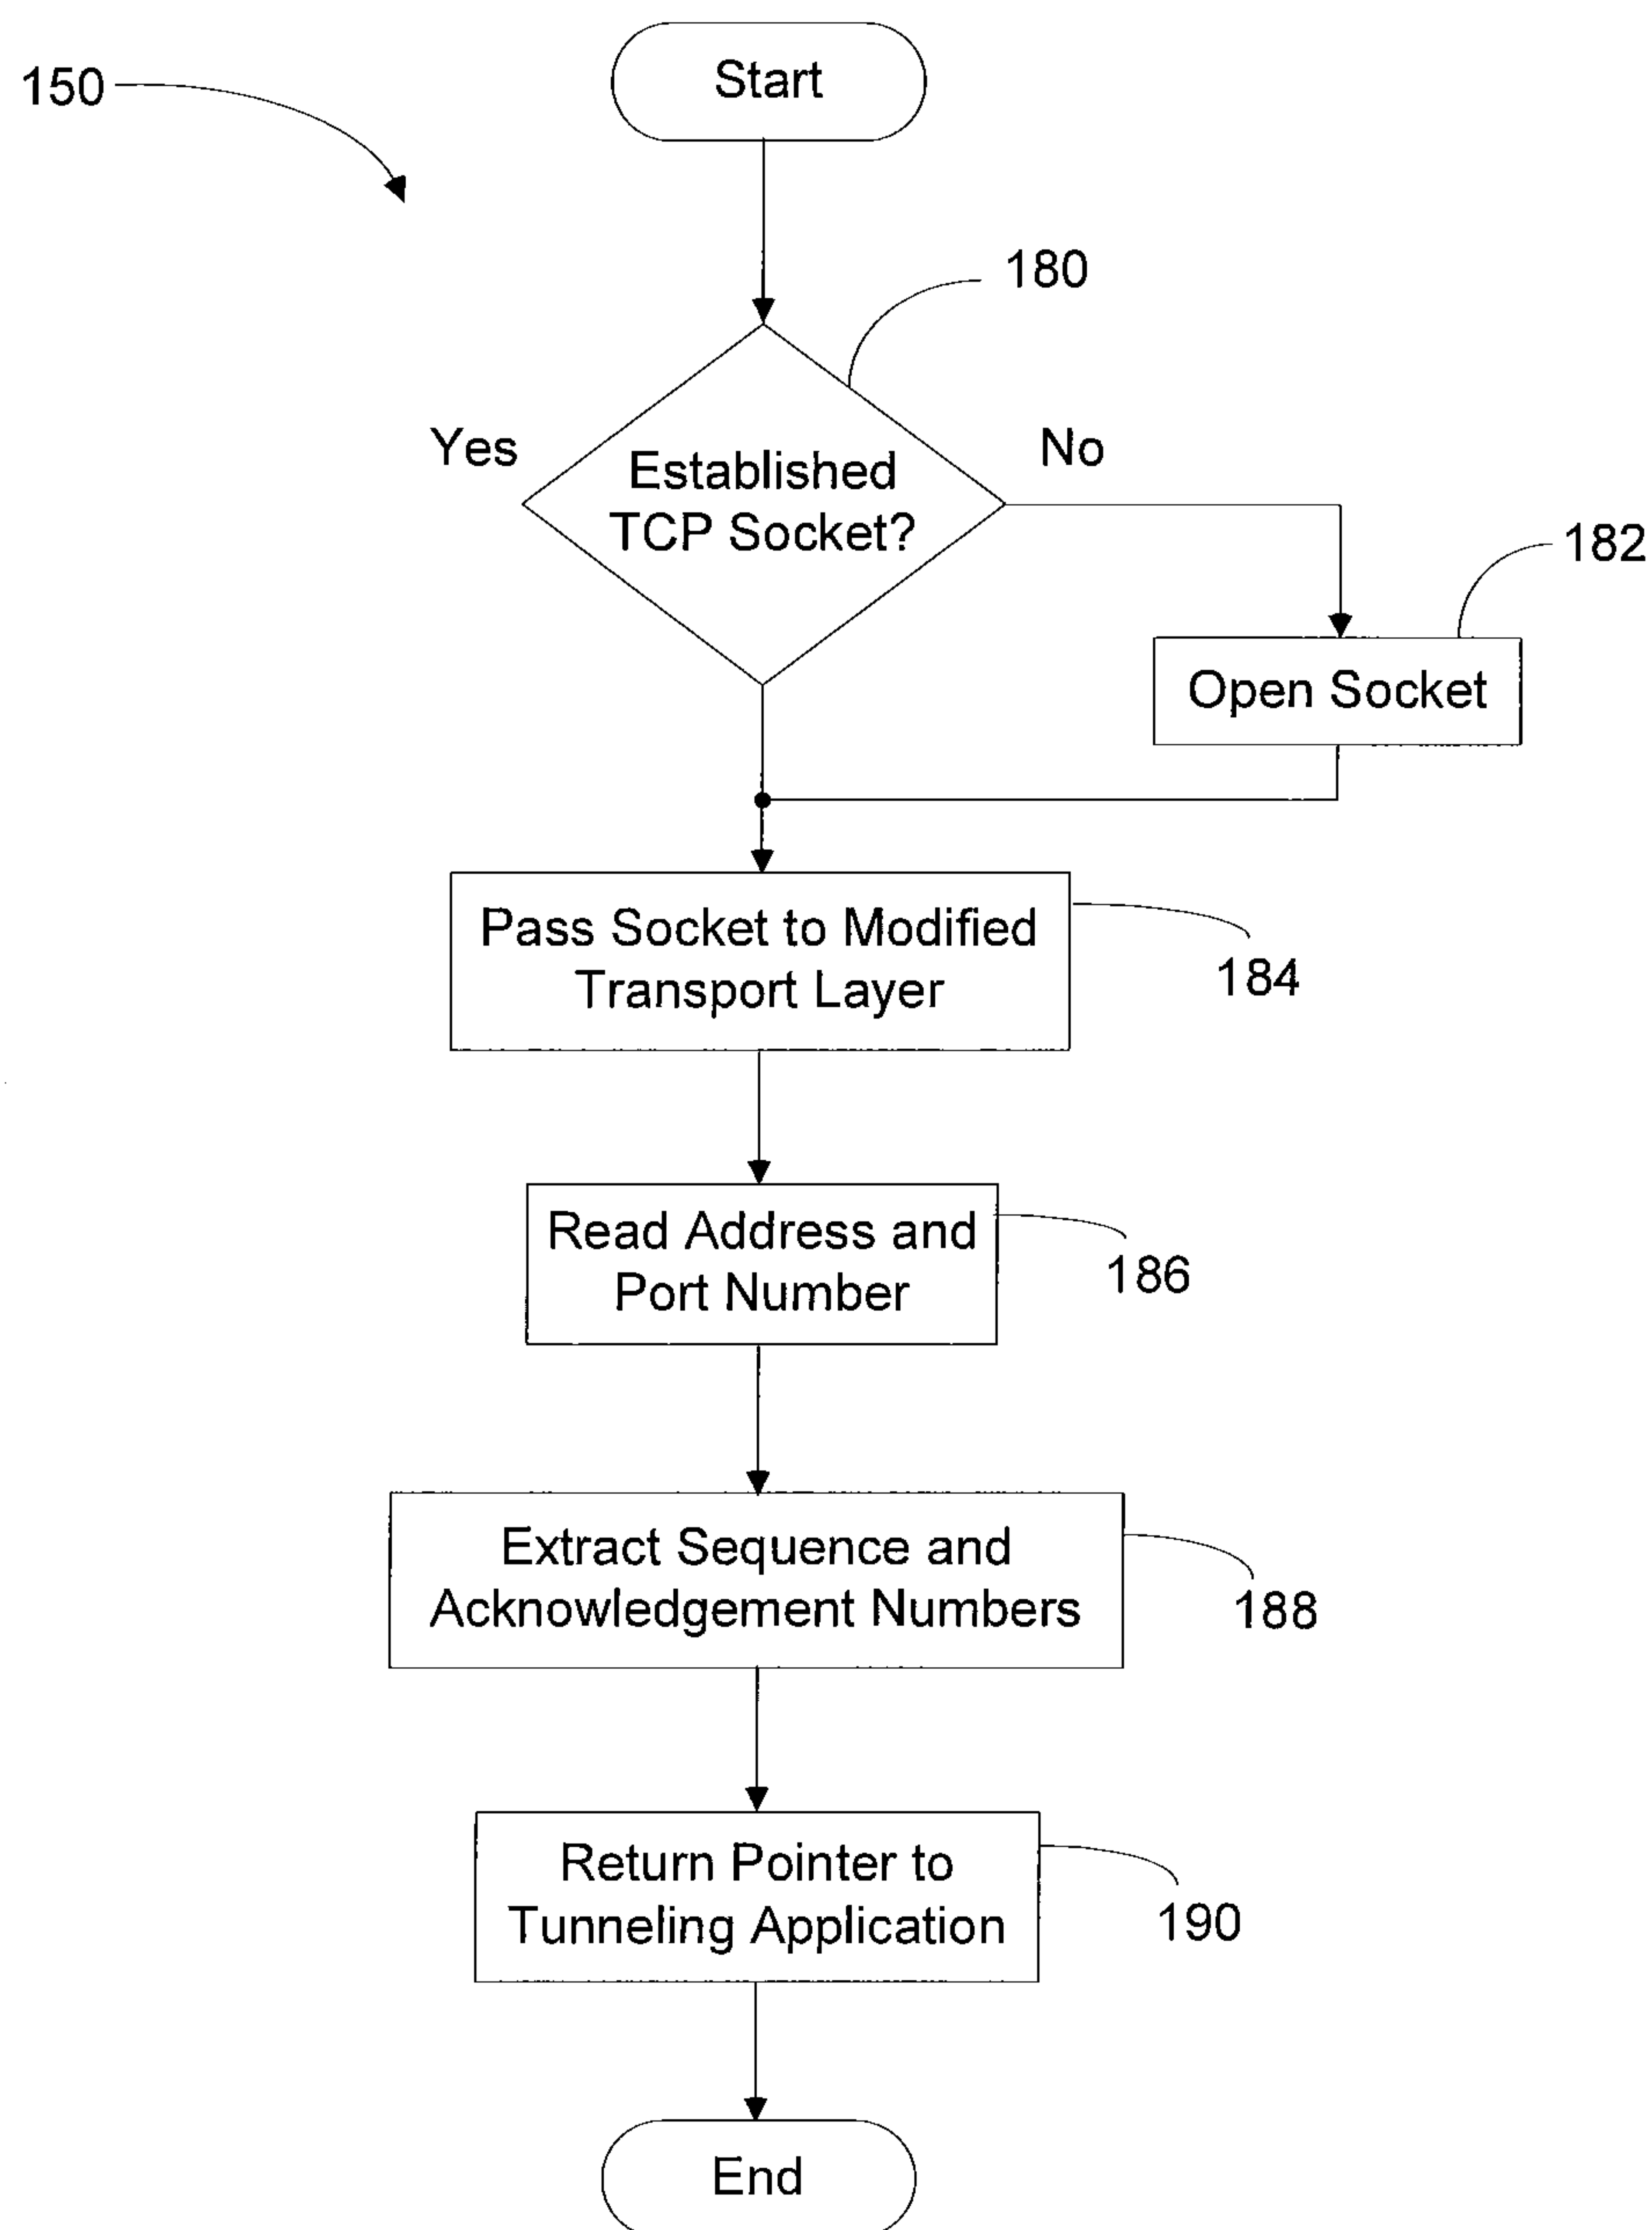 Start
150
180
Yes
No
Established
TCP Socket?
182
Open Socket
Pass Socket to Modified
Transport Layer
184
Read Address and
Port Number
186
Extract Sequence and
Acknowledgement Numbers
188
Return Pointer to
Tunneling Application
190
End